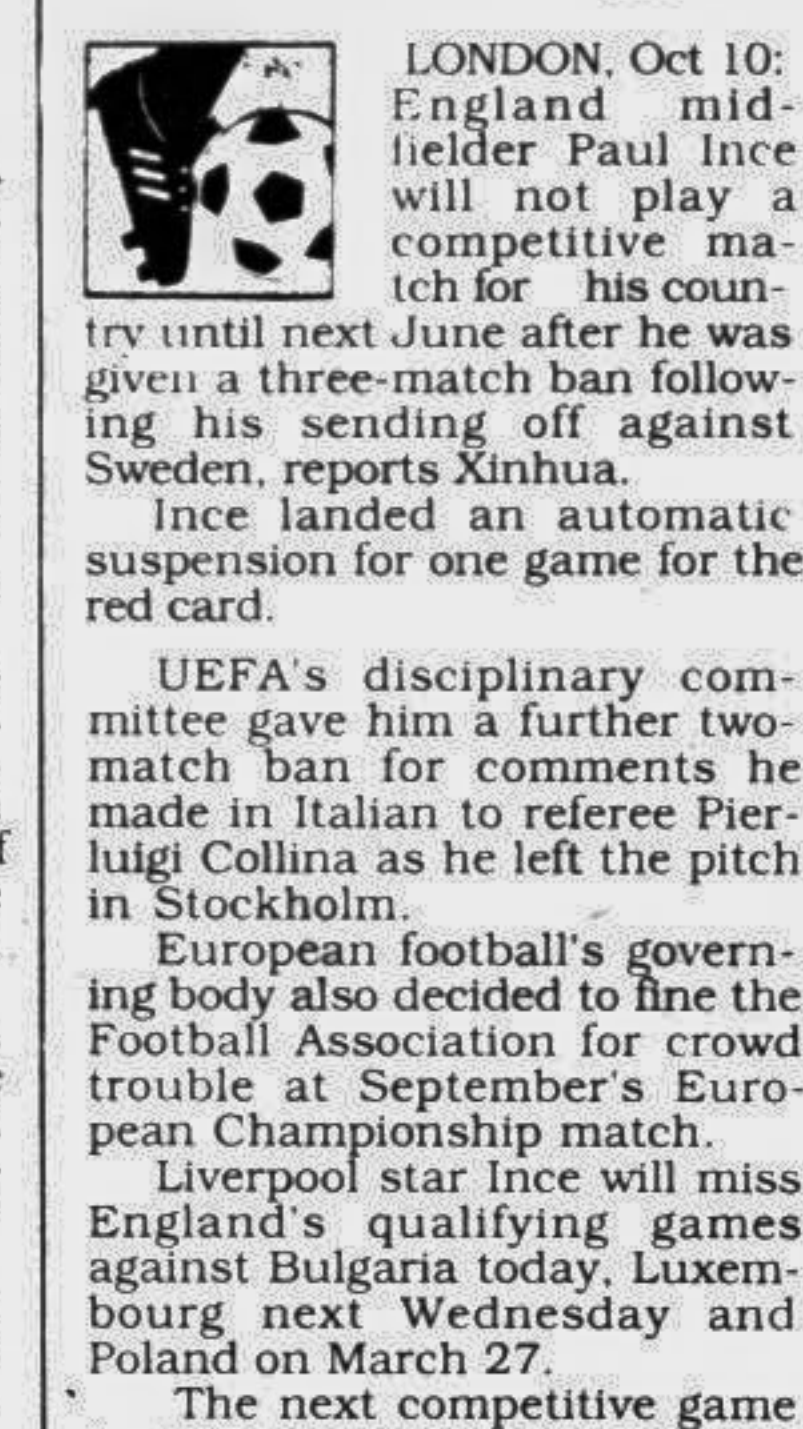 LONDON, Oct 10:
England mid-
fielder Paul Ince
will not play a
competitive ma-
tch for his coun-
try until next June after he was
given a three-match ban follow-
ing his sending off against
Sweden, reports Xinhua.
Ince landed an automatic
suspension for one game for the
red card.
UEFA's disciplinary com-
mittee gave him a further two-
match ban for comments he
made in Italian to referee Pier-
luigi Collina as he left the pitch
in Stockholm.
European football's govern-
ing body also decided to fine the
Football Association for crowd
trouble at September's Euro-
pean Championship match.
Liverpool star Ince will miss
England's qualifying games
against Bulgaria today, Luxem-
bourg next Wednesday and
Poland on March 27.
The next competitive game